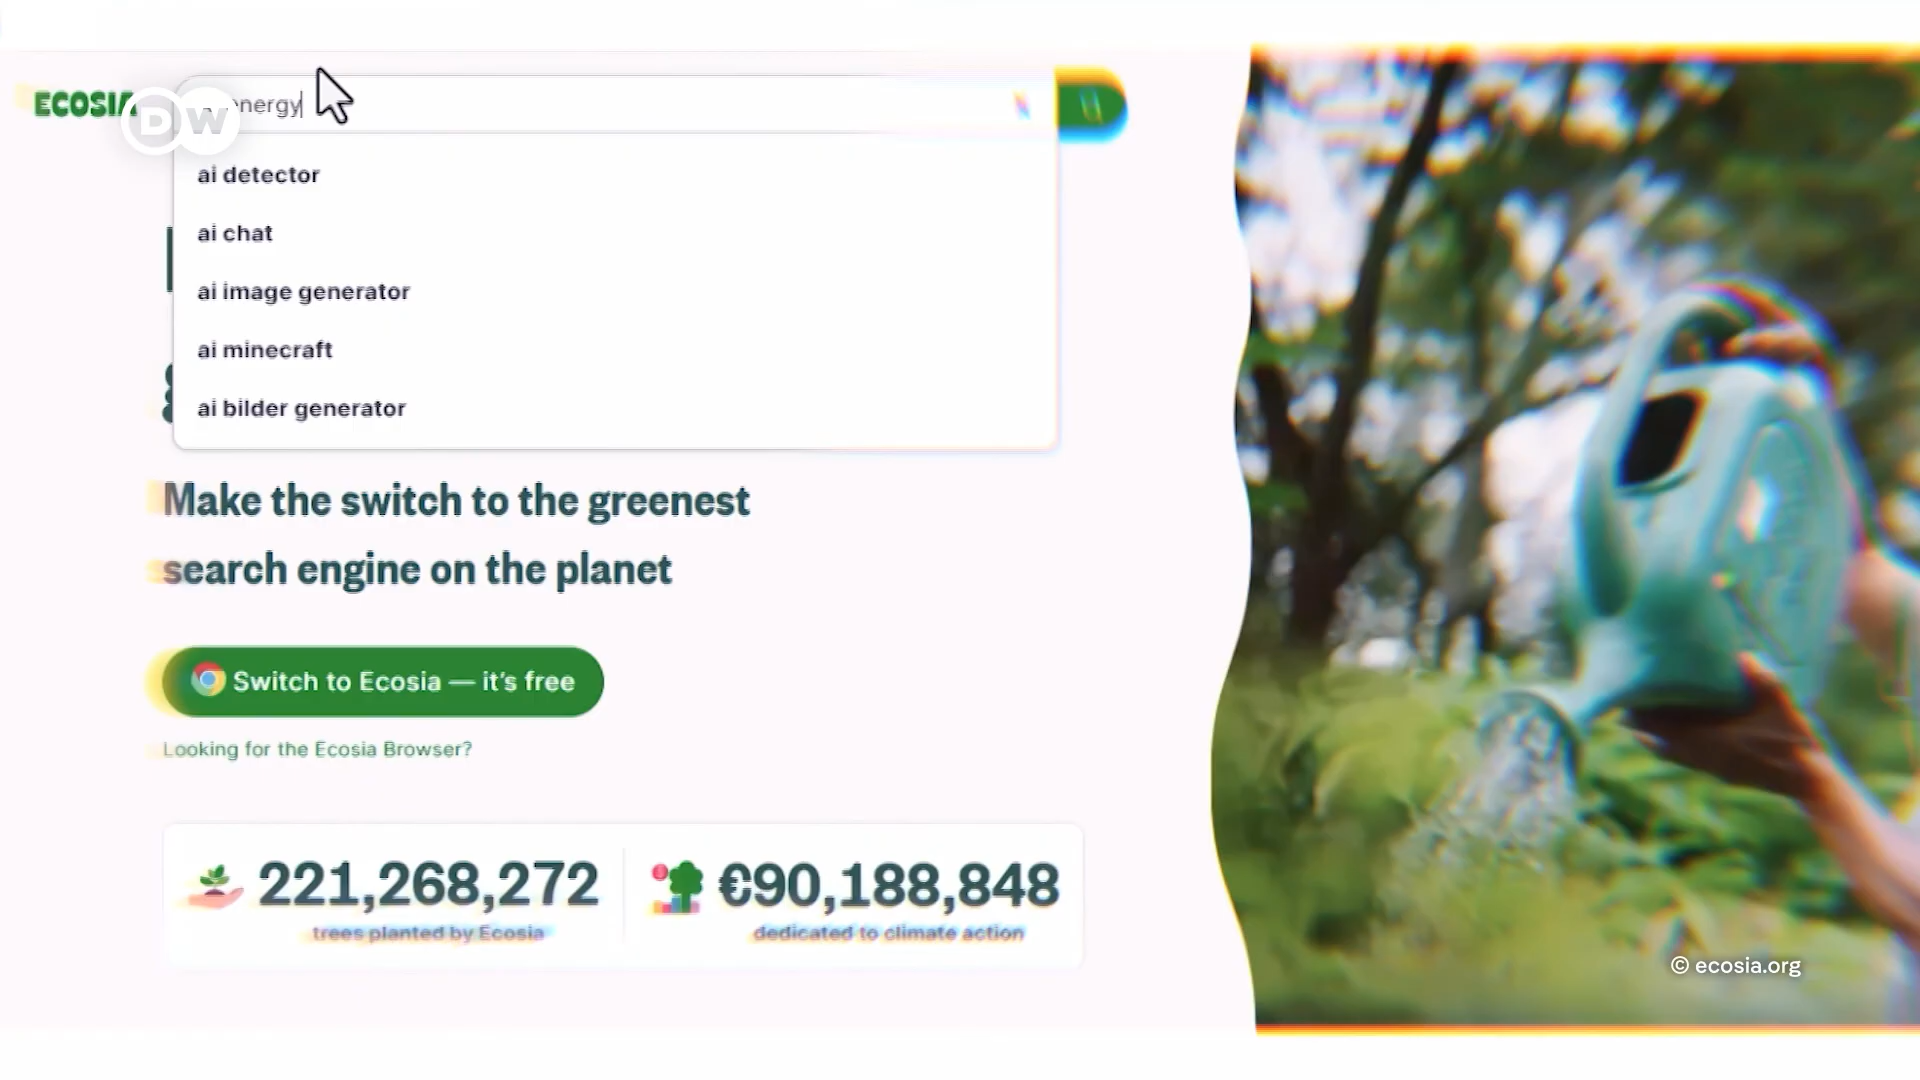 ECOSIA
DW
energy
ai detector
ai chat
ai image generator
ai minecraft
ai bilder generator
Make the switch to the greenest
search engine on the planet
Switch to Ecosia — it's free
Looking for the Ecosia Browser?
221,268,272
trees planted by Ecosia
€90,188,848
dedicated to climate action
© ecosia.org